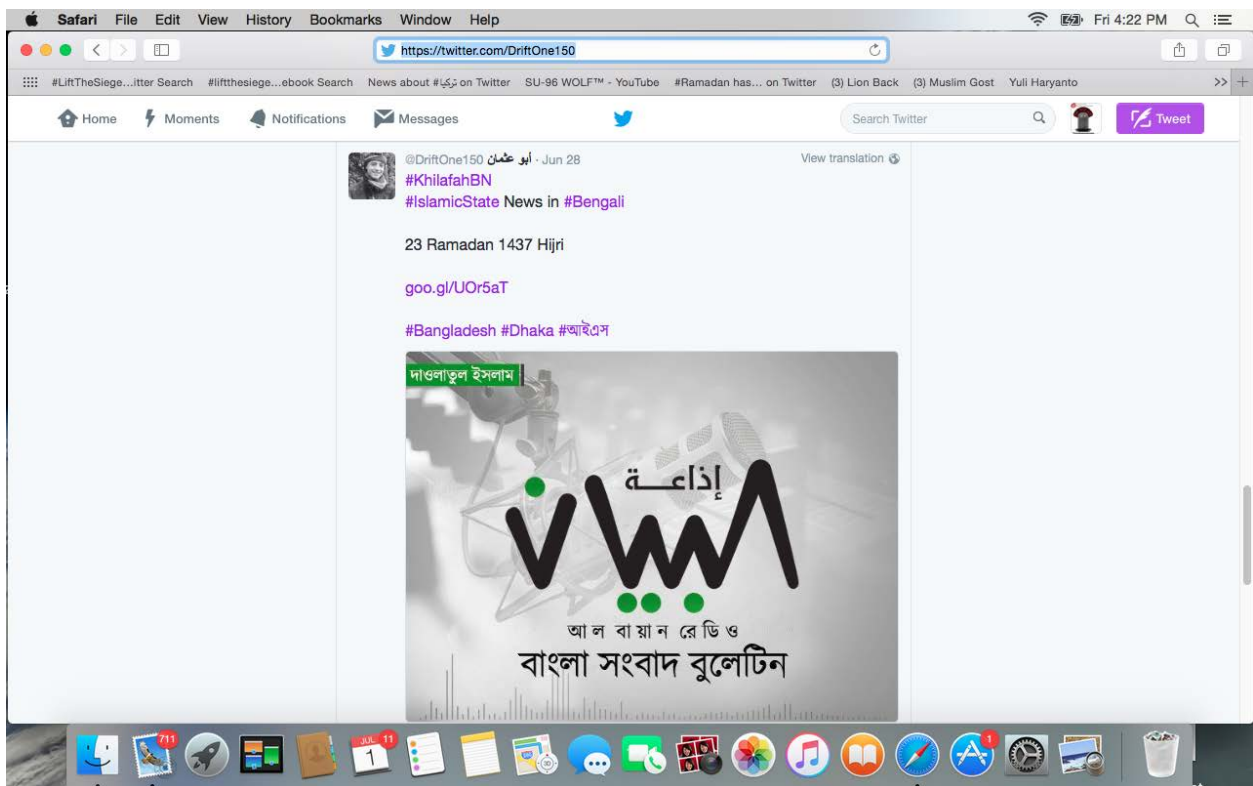 Safari File Edit View History Bookmarks Window Help Fri 4:22 PM
https://twitter.com/DriftOne150
#LiftTheSiege...itter Search #liftthesiege...ebook Search News about #تركيا on Twitter SU-96 WOLF™ - YouTube #Ramadan has... on Twitter (3) Lion Back (3) Muslim Gost Yuli Haryanto >> +
Home Moments Notifications Messages Search Twitter Tweet
@DriftOne150 أبو عثمان · Jun 28 View translation
#KhilafahBN
#IslamicState News in #Bengali
23 Ramadan 1437 Hijri
goo.gl/UOr5aT
#Bangladesh #Dhaka #আইএস
দাওলাতুল ইসলাম
إذاعة
البيان
আল বায়ান রেডিও
বাংলা সংবাদ বুলেটিন
711
JUL 11
1
1